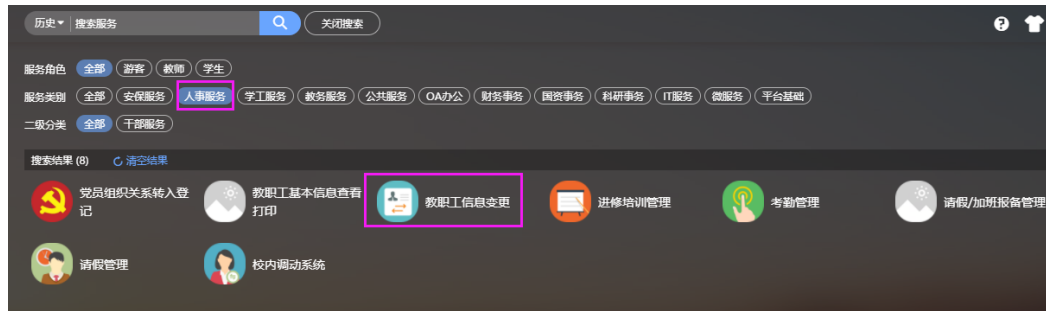 历史 搜索服务 关闭搜索
服务角色 全部 游客 教师 学生
服务类别 全部 安保服务 人事服务 学工服务 教务服务 公共服务 OA办公 财务事务 国资事务 科研事务 IT服务 微服务 平台基础
二级分类 全部 干部服务
搜索结果 (8) 清空结果
党员组织关系转入登
记
教职工基本信息查看
打印
教职工信息变更
进修培训管理
考勤管理
请假/加班报备管理
请假管理
校内调动系统